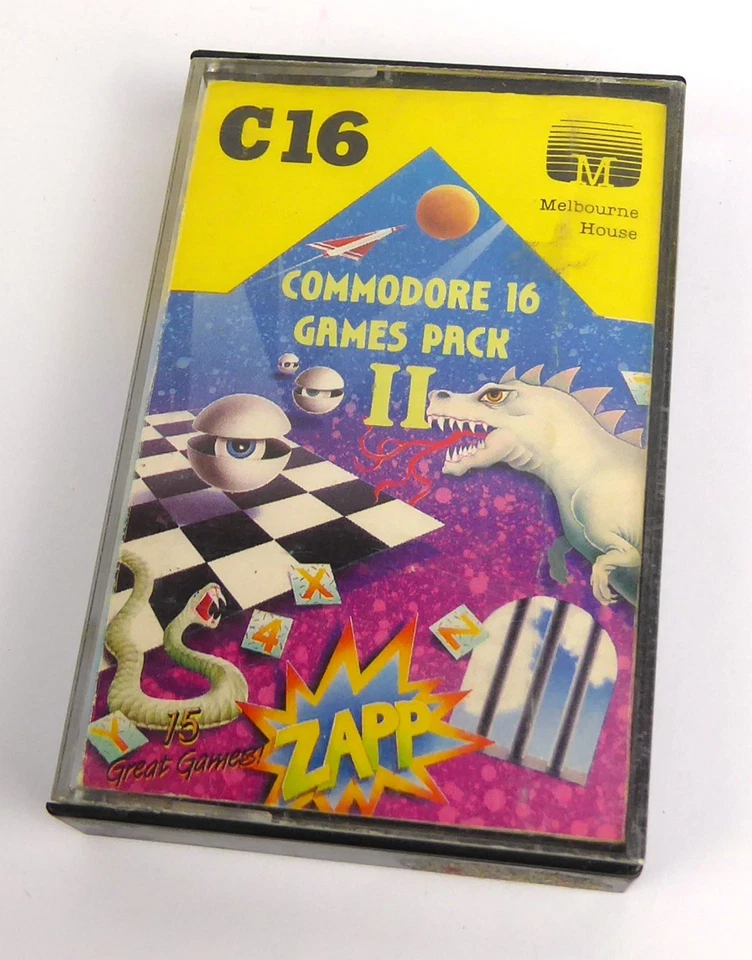 C16
M
Melbourne
House
COMMODORE 16
GAMES PACK
II
X
4
Z
Y
15
Great Games!
ZAPP